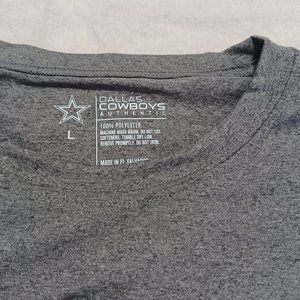 DALLAS
COWBOYS
AUTHENTIC
L
100% POLYESTER
MACHINE WASH WARM. DO NOT USE
SOFTENERS. TUMBLE DRY LOW.
REMOVE PROMPTLY. DO NOT IRON.
MADE IN EL SALVADOR